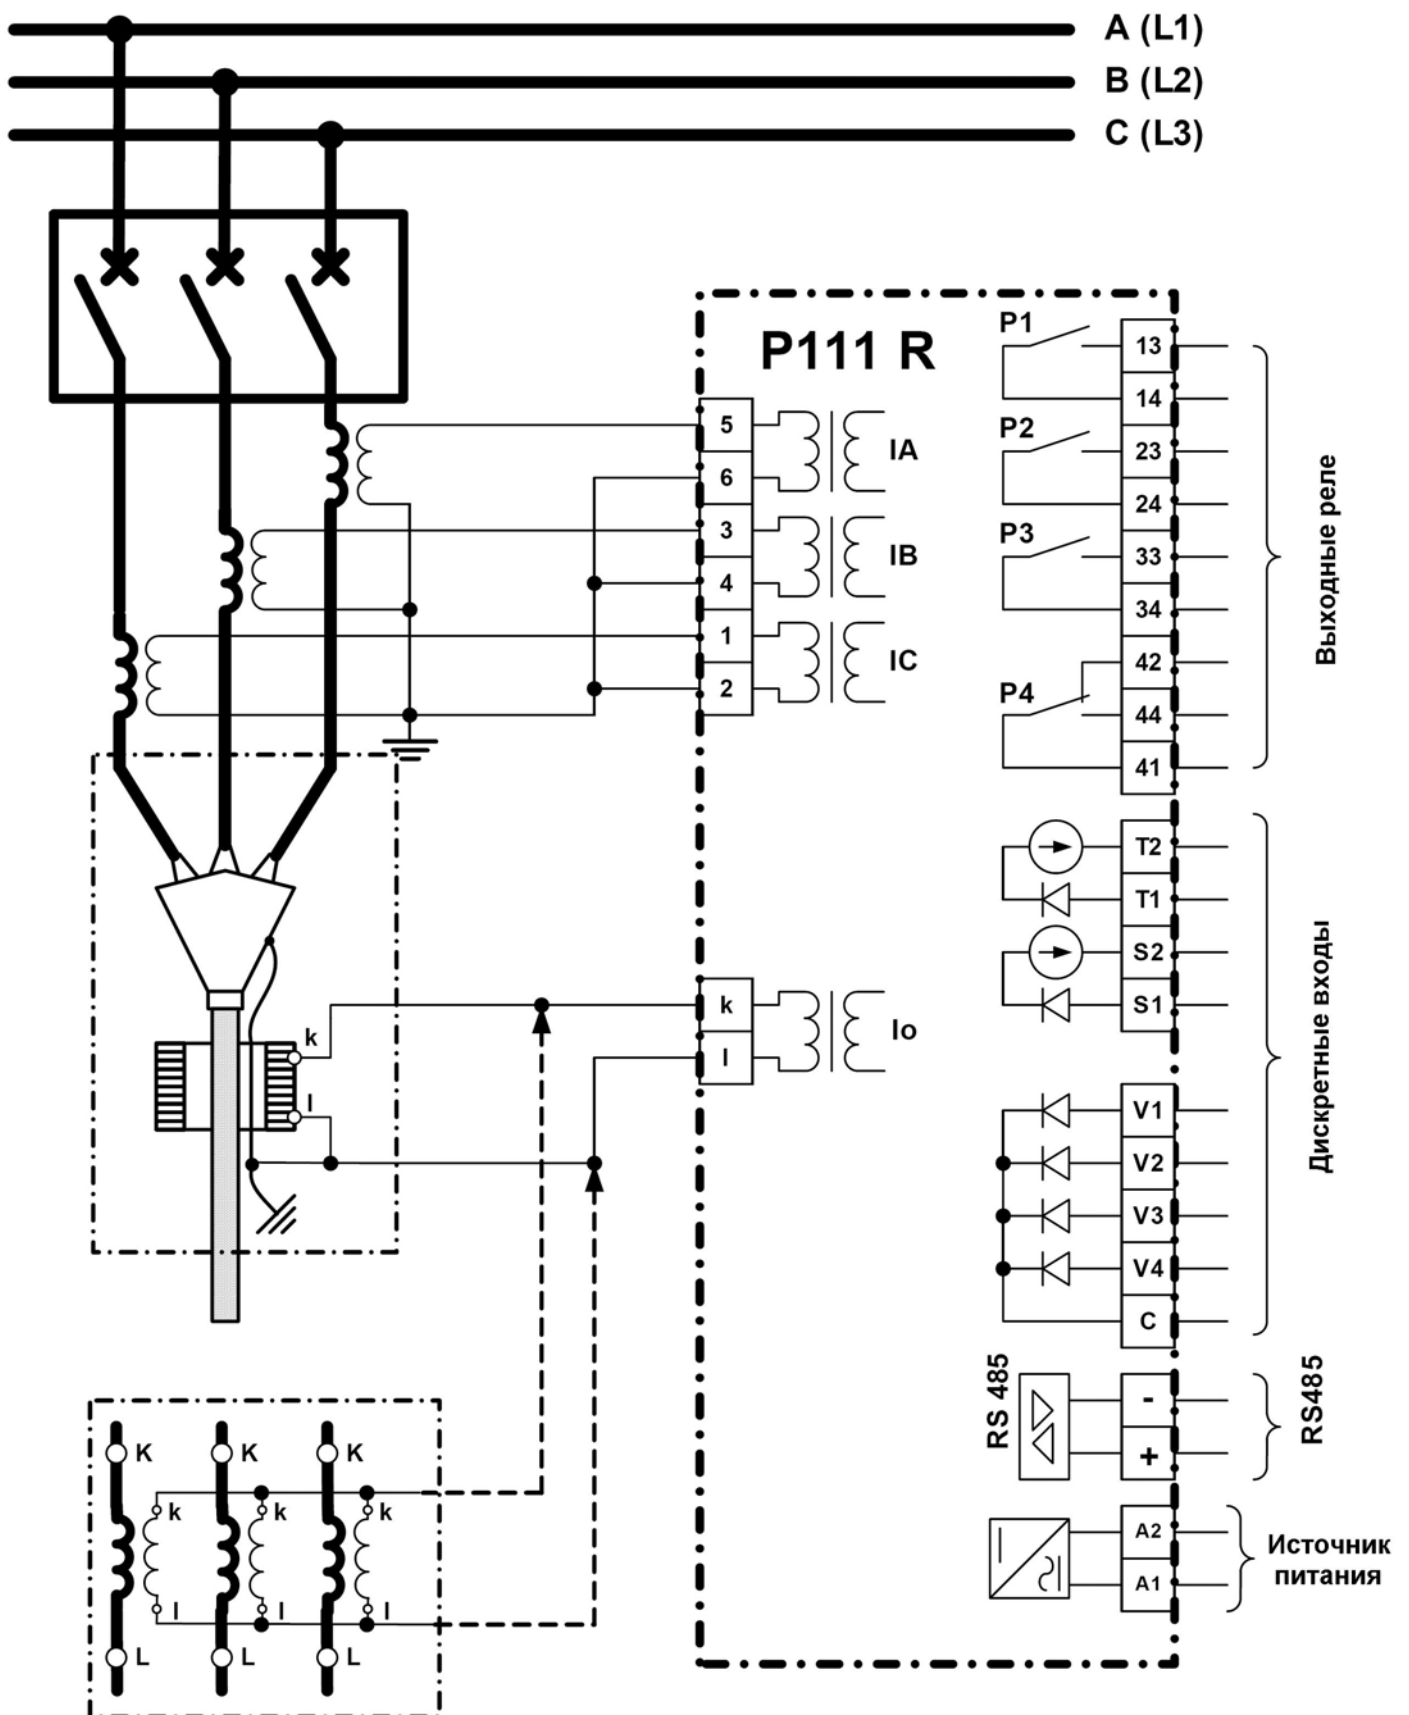 A (L1)
B (L2)
C (L3)
P111 R
5
6
3
4
1
2
IA
IB
IC
P1
P2
P3
P4
13
14
23
24
33
34
42
44
41
Выходные реле
T2
T1
S2
S1
V1
V2
V3
V4
C
Дискретные входы
k
l
k
l
Io
RS 485
-
+
RS485
A2
A1
Источник
питания
K
K
K
k
k
k
l
l
l
L
L
L